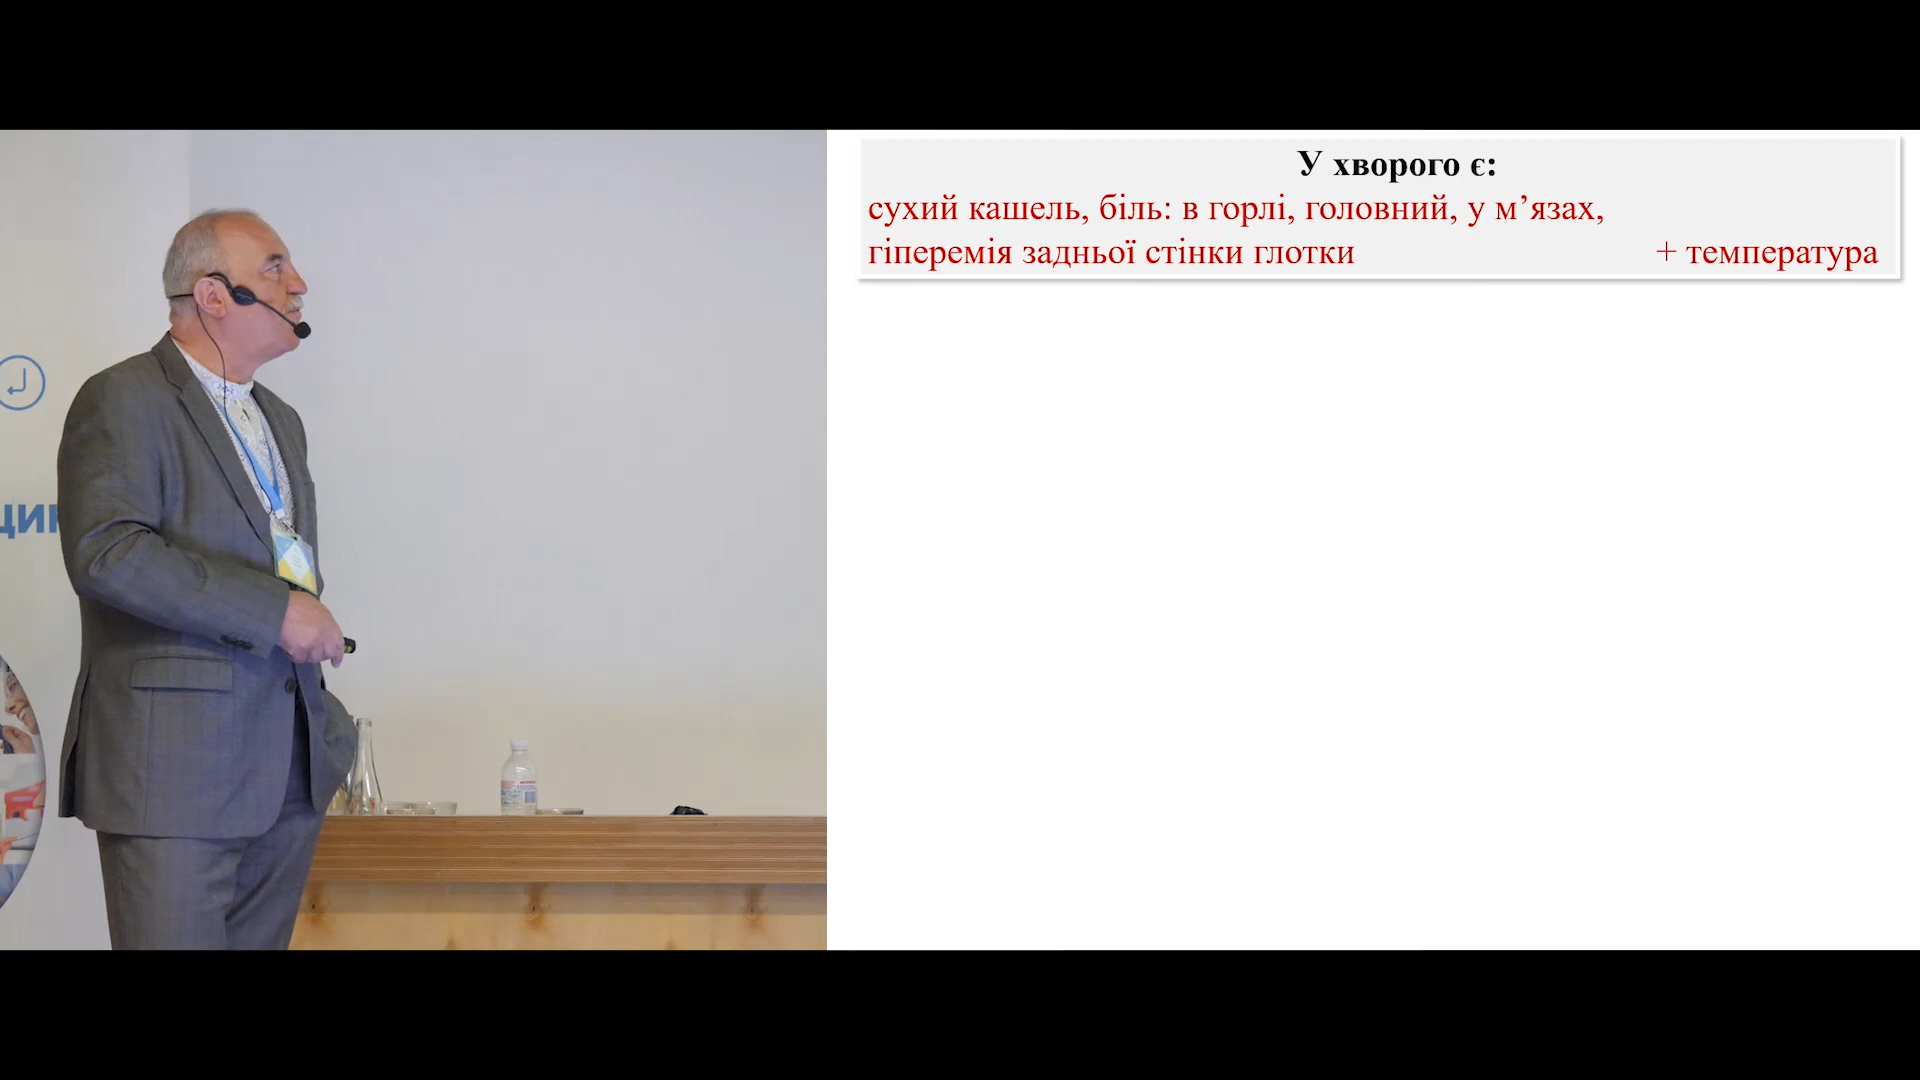 У хворого є:
сухий кашель, біль: в горлі, головний, у м’язах,
гіперемія задньої стінки глотки + температура